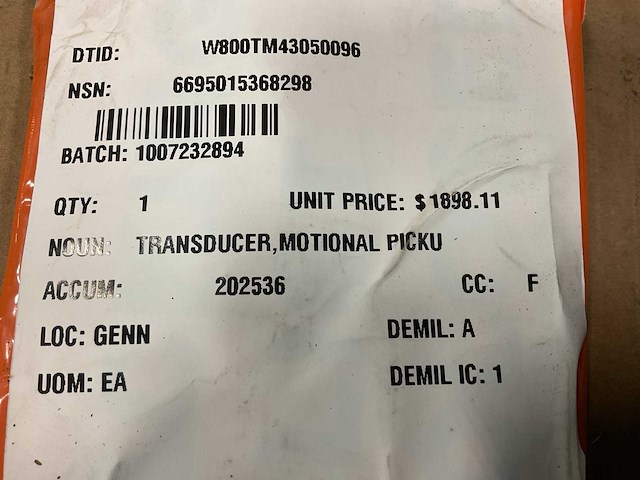 DTID: W800TM43050096
NSN: 6695015368298
BATCH: 1007232894
QTY: 1 UNIT PRICE: $1898.11
NOUN: TRANSDUCER,MOTIONAL PICKU
ACCUM: 202536 CC: F
LOC: GENN DEMIL: A
UOM: EA DEMIL IC: 1